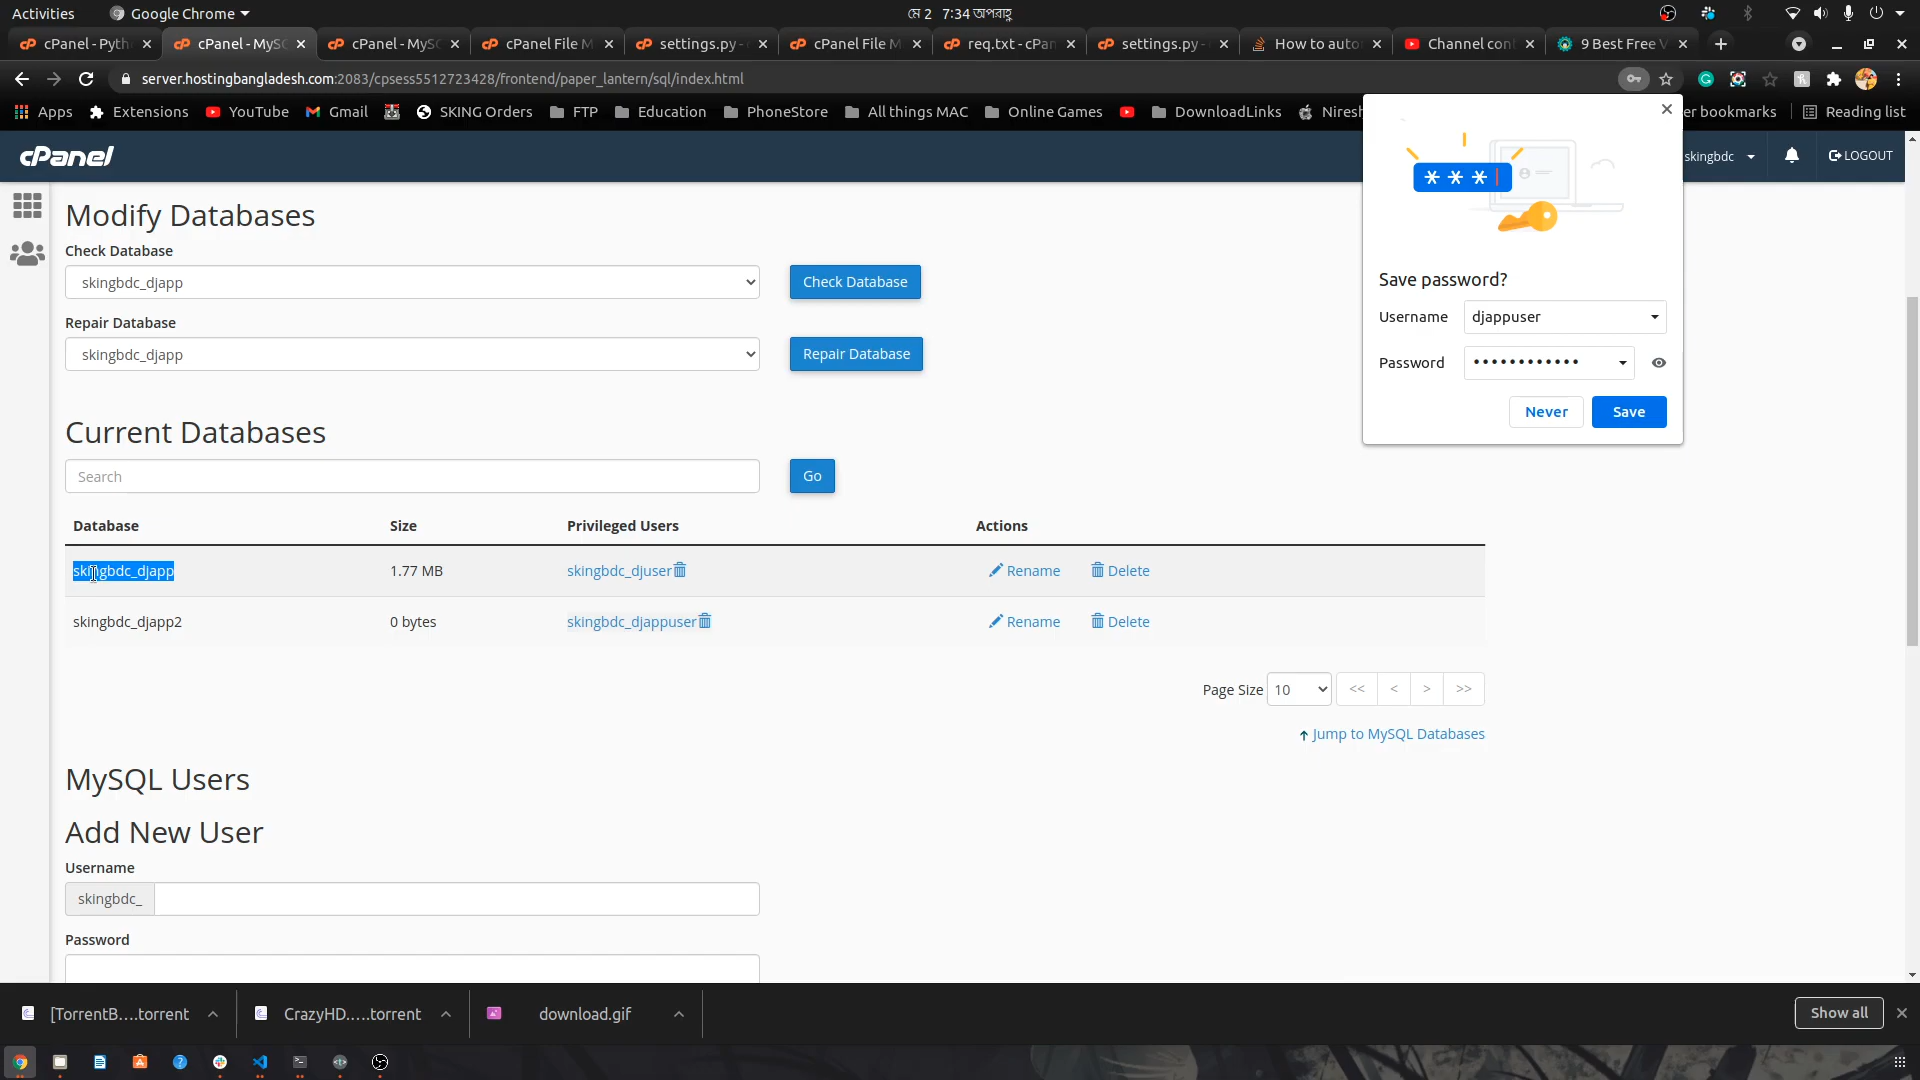 Activities Google Chrome মে 2 7:34 অপরাহ্ণ
cPanel - Pyth cPanel - MyS cPanel - MyS cPanel File M settings.py - cPanel File M req.txt - cPan settings.py - How to auto Channel con 9 Best Free V
server.hostingbangladesh.com:2083/cpsess5512723428/frontend/paper_lantern/sql/index.html
Apps Extensions YouTube Gmail SKING Orders FTP Education PhoneStore All things MAC Online Games DownloadLinks Niresh er bookmarks Reading list
cPanel skingbdc LOGOUT
* * *
Modify Databases
Check Database
skingbdc_djapp Check Database
Repair Database
skingbdc_djapp Repair Database
Save password?
Username djappuser
Password ••••••••••••
Never Save
Current Databases
Search Go
Database Size Privileged Users Actions
skingbdc_djapp 1.77 MB skingbdc_djuser Rename Delete
skingbdc_djapp2 0 bytes skingbdc_djappuser Rename Delete
Page Size 10 << < > >>
Jump to MySQL Databases
MySQL Users
Add New User
Username
skingbdc_
Password
[TorrentB....torrent CrazyHD.....torrent download.gif Show all